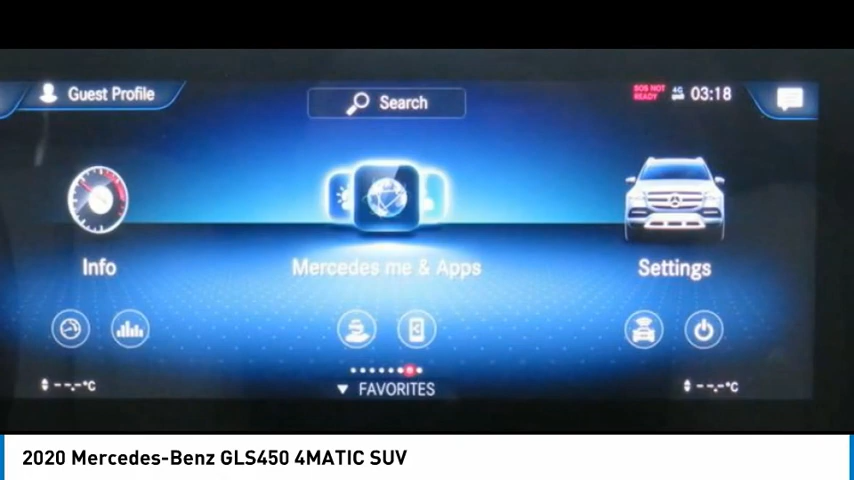 Guest Profile
Search
SOS NOT
READY
4G
03:18
Info
Mercedes me & Apps
Settings
--.-°C
FAVORITES
--.-°C
2020 Mercedes-Benz GLS450 4MATIC SUV